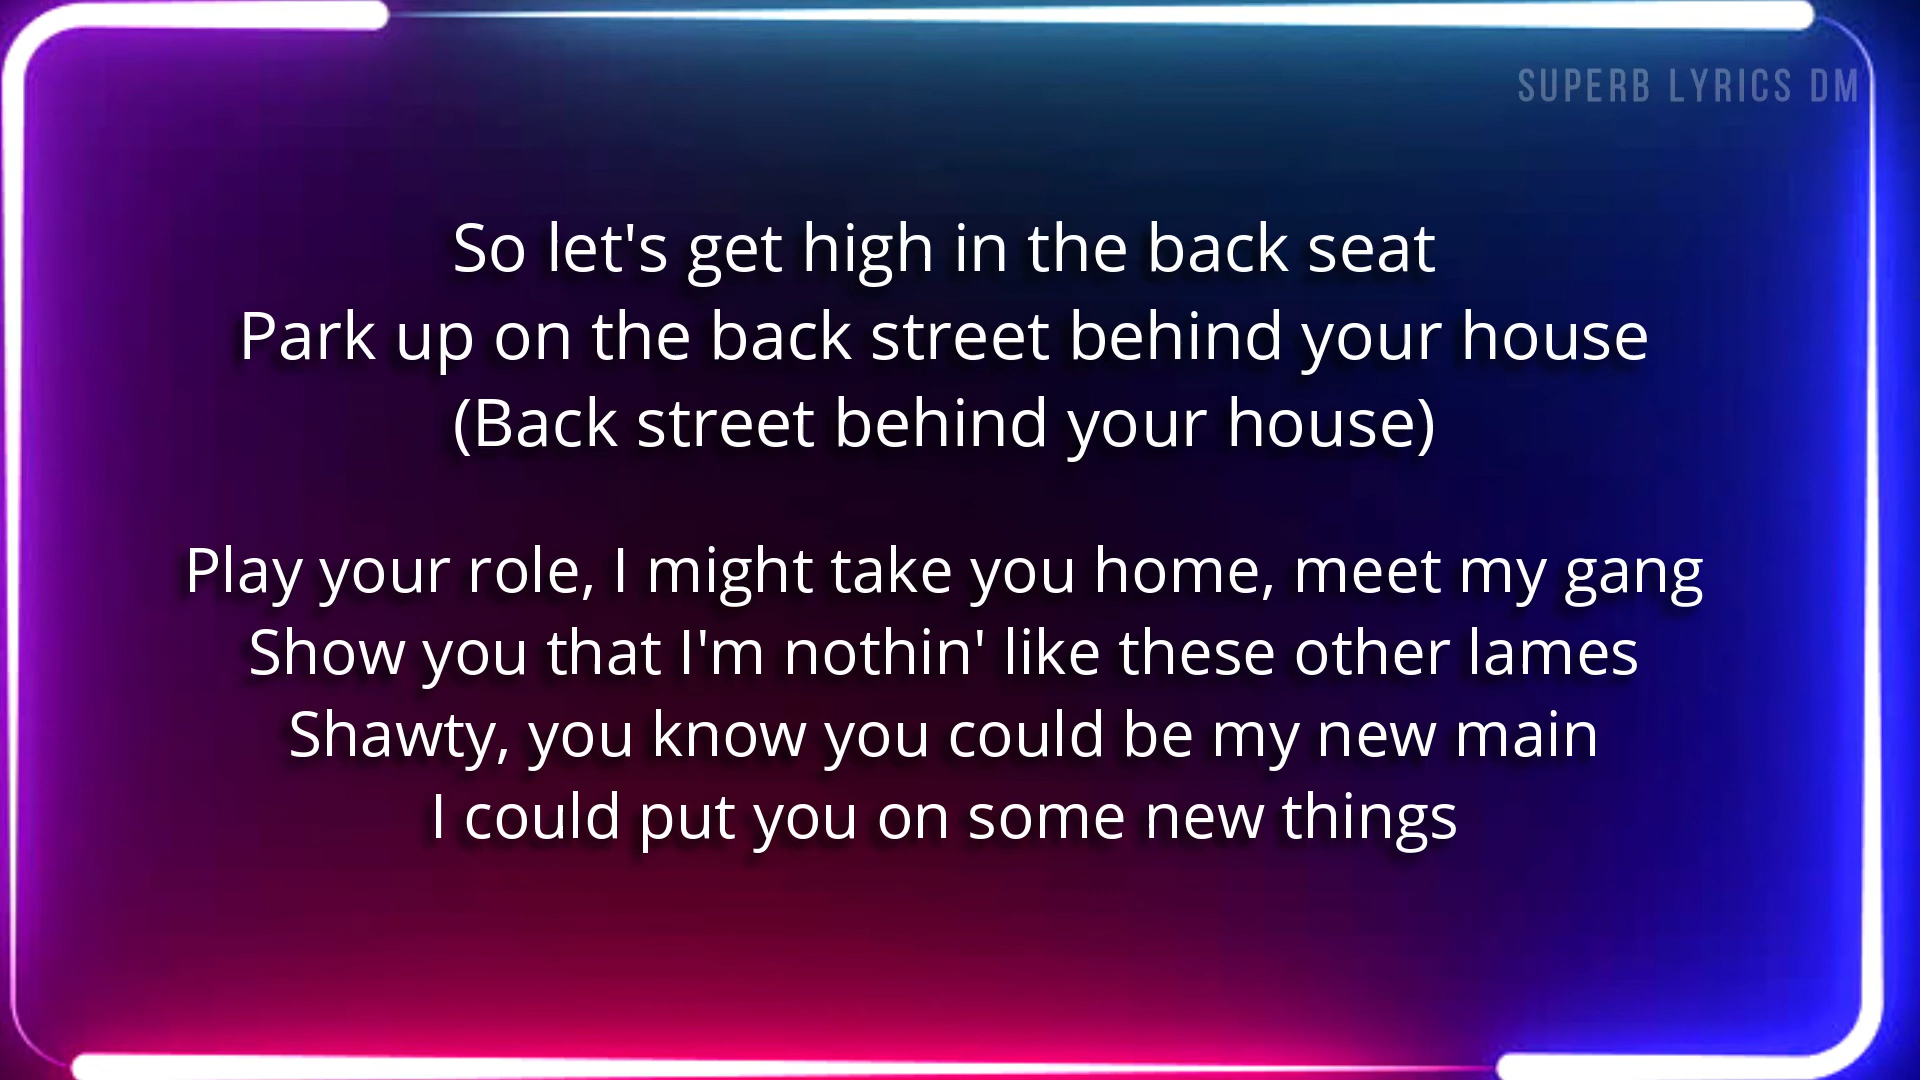 SUPERB LYRICS DM
So let's get high in the back seat
Park up on the back street behind your house
(Back street behind your house)
Play your role, I might take you home, meet my gang
Show you that I'm nothin' like these other lames
Shawty, you know you could be my new main
I could put you on some new things